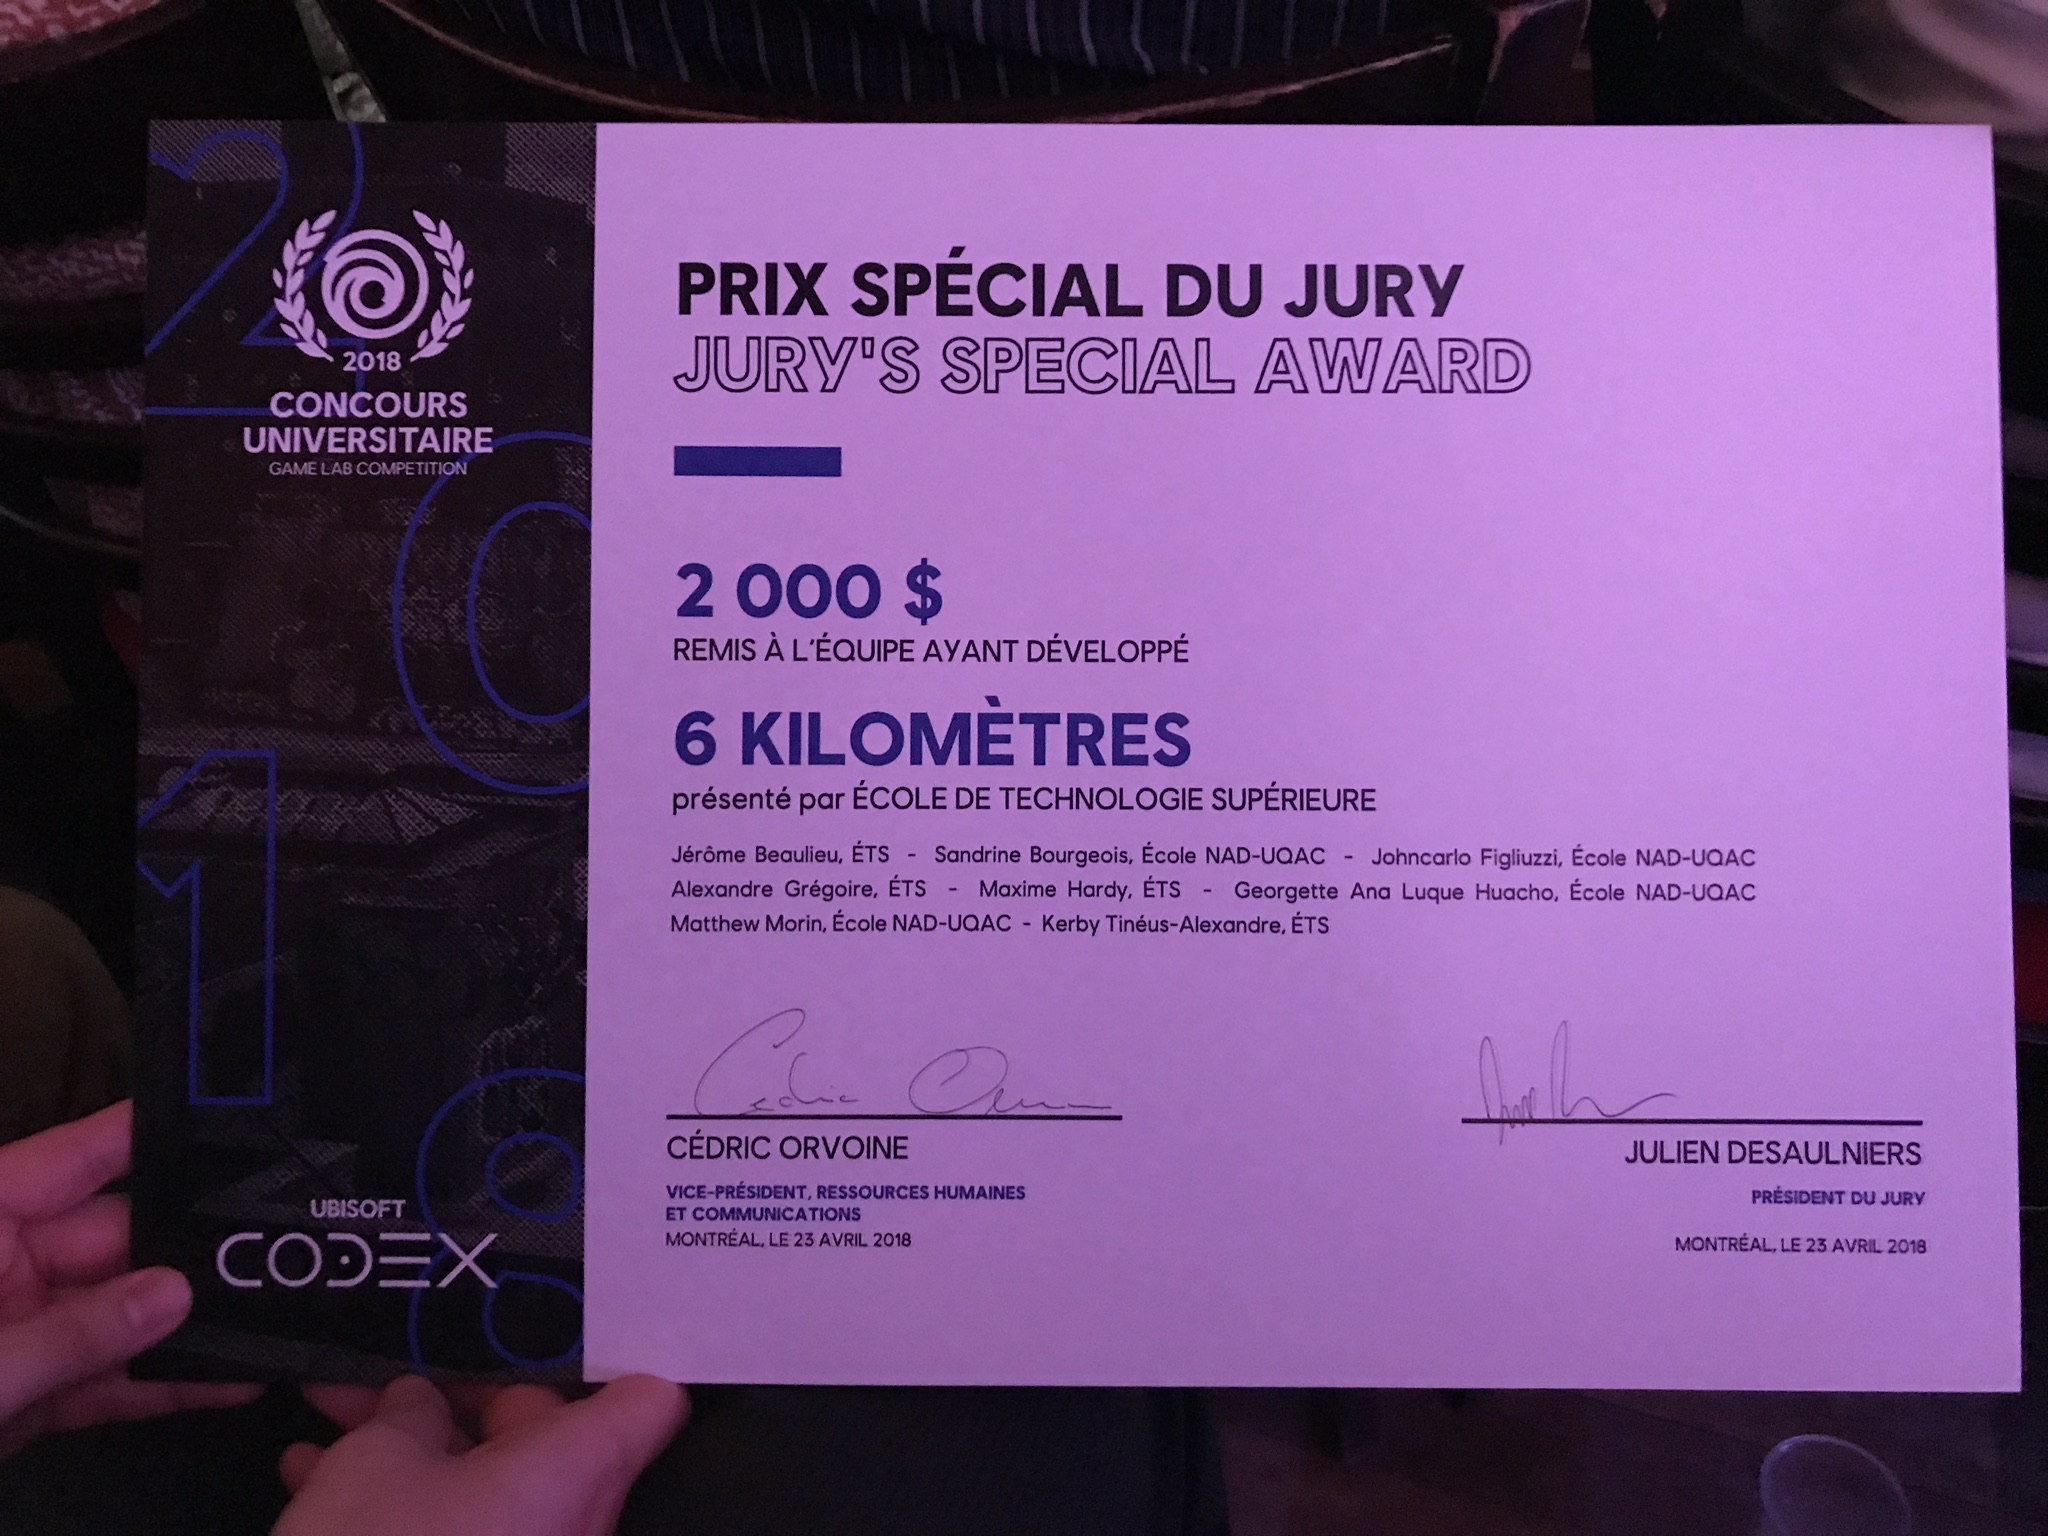 2018
2018
CONCOURS
UNIVERSITAIRE
GAME LAB COMPETITION
PRIX SPÉCIAL DU JURY
JURY'S SPECIAL AWARD
2 000 $
REMIS À L'ÉQUIPE AYANT DÉVELOPPÉ
6 KILOMÈTRES
présenté par ÉCOLE DE TECHNOLOGIE SUPÉRIEURE
Jérôme Beaulieu, ÉTS - Sandrine Bourgeois, École NAD-UQAC - Johncarlo Figliuzzi, École NAD-UQAC
Alexandre Grégoire, ÉTS - Maxime Hardy, ÉTS - Georgette Ana Luque Huacho, École NAD-UQAC
Matthew Morin, École NAD-UQAC - Kerby Tinéus-Alexandre, ÉTS
CÉDRIC ORVOINE
VICE-PRÉSIDENT, RESSOURCES HUMAINES
ET COMMUNICATIONS
MONTRÉAL, LE 23 AVRIL 2018
JULIEN DESAULNIERS
PRÉSIDENT DU JURY
MONTRÉAL, LE 23 AVRIL 2018
UBISOFT
CODEX